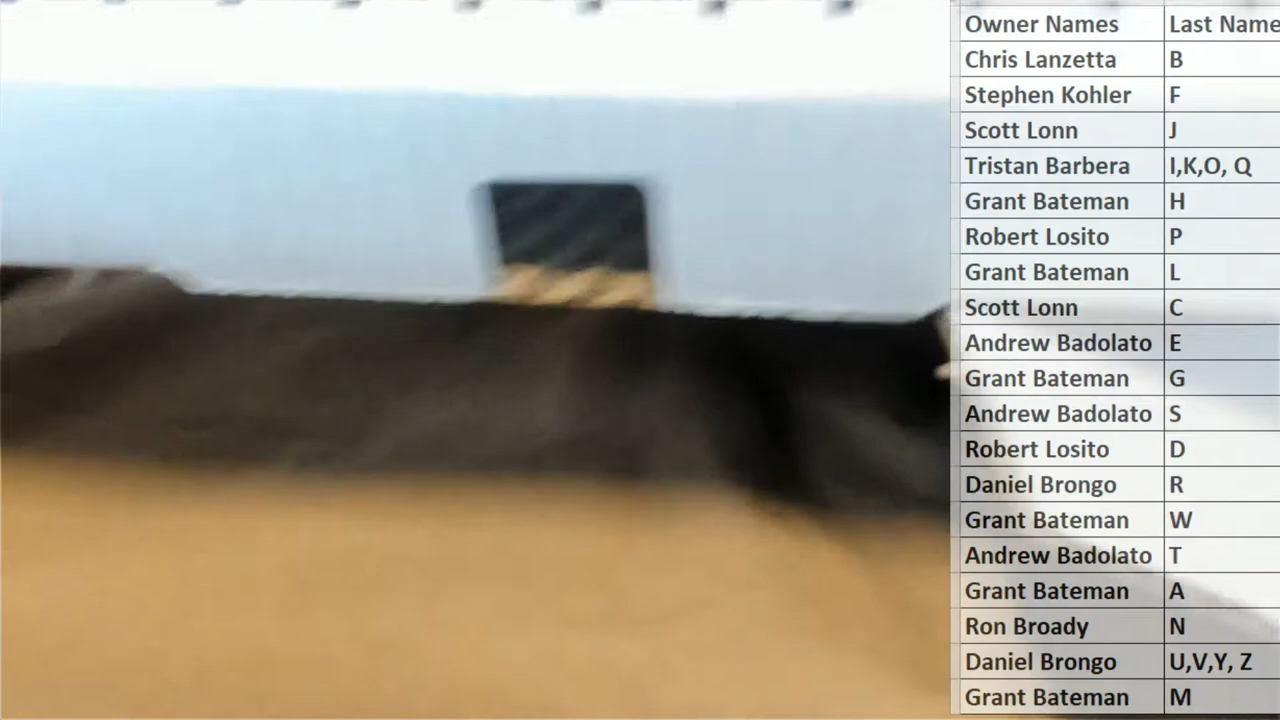 Owner Names Last Name
Chris Lanzetta B
Stephen Kohler F
Scott Lonn J
Tristan Barbera I,K,O, Q
Grant Bateman H
Robert Losito P
Grant Bateman L
Scott Lonn C
Andrew Badolato E
Grant Bateman G
Andrew Badolato S
Robert Losito D
Daniel Brongo R
Grant Bateman W
Andrew Badolato T
Grant Bateman A
Ron Broady N
Daniel Brongo U,V,Y, Z
Grant Bateman M